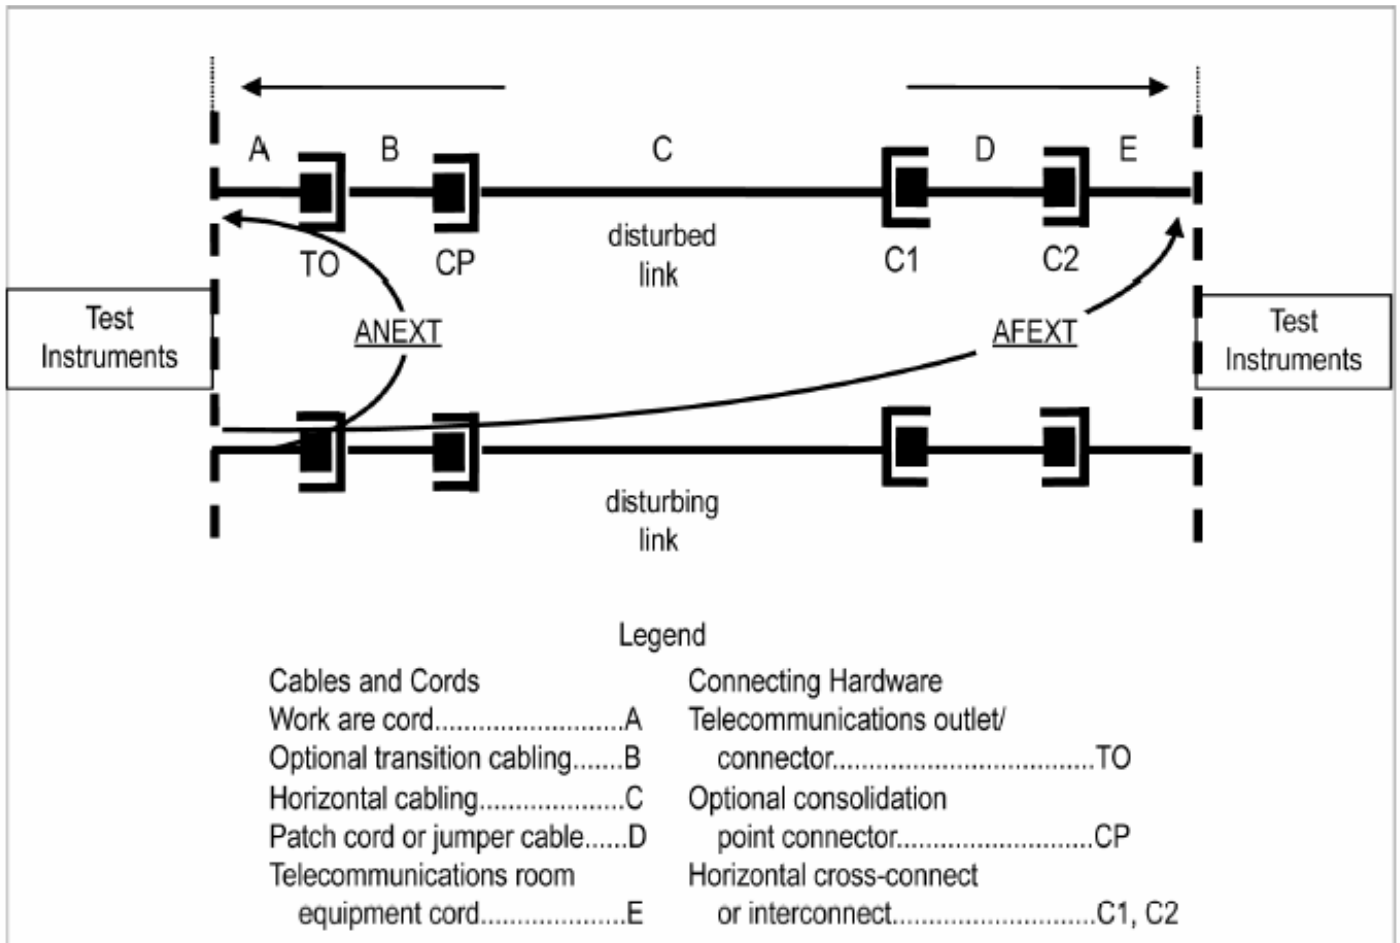 A B C D E
disturbed
link
TO CP C1 C2
Test
Instruments
ANEXT
AFEXT
Test
Instruments
disturbing
link
Legend
Cables and Cords
Work are cord..........................A
Optional transition cabling.......B
Horizontal cabling....................C
Patch cord or jumper cable......D
Telecommunications room
equipment cord....................E
Connecting Hardware
Telecommunications outlet/
connector....................................TO
Optional consolidation
point connector...........................CP
Horizontal cross-connect
or interconnect............................C1, C2